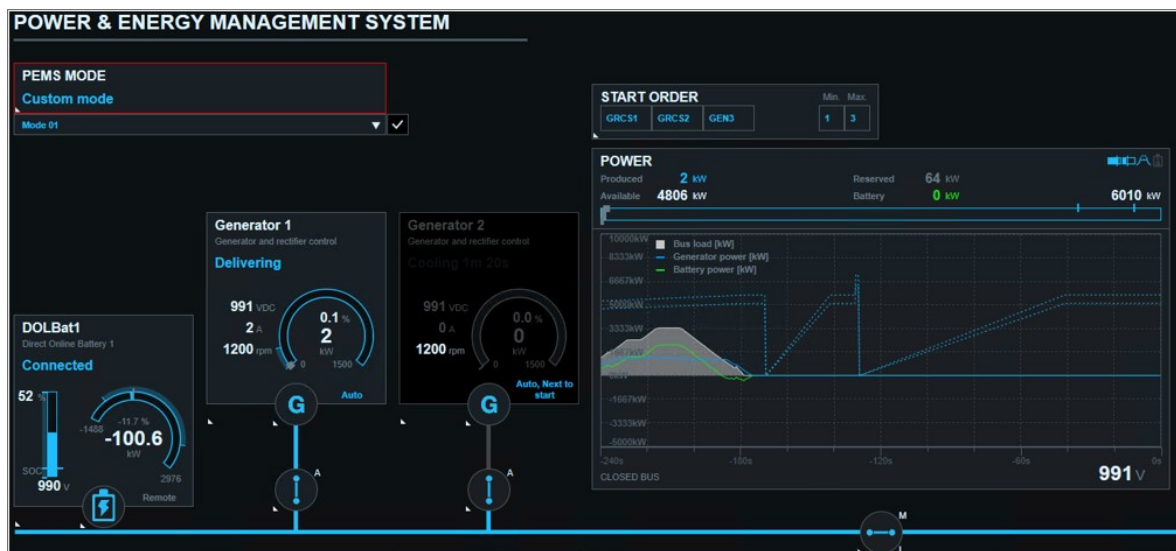 POWER & ENERGY MANAGEMENT SYSTEM
PEMS MODE
Custom mode
Mode 01
START ORDER Min. Max.
GRCS1 GRCS2 GEN3 1 3
POWER
Produced 2 kW Reserved 64 kW
Available 4806 kW Battery 0 kW 6010 kW
Generator 1
Generator and rectifier control
Delivering
991 VDC
2 A
1200 rpm
0.1 %
2
kW
0 1500
Auto
G
A
Generator 2
Generator and rectifier control
Cooling 1m 20s
991 VDC
0 A
1200 rpm
0.0 %
0
kW
0 1500
Auto, Next to
start
G
A
DOLBat1
Direct Online Battery 1
Connected
52 %
SOC
990 V
-1488
-11.7 %
-100.6
kW
2976
Remote
10000kW
8333kW
6667kW
5000kW
3333kW
-1667kW
-3333kW
-5000kW
Bus load [kW]
Generator power [kW]
Battery power [kW]
-240s -180s -120s -60s 0s
CLOSED BUS 991 V
M